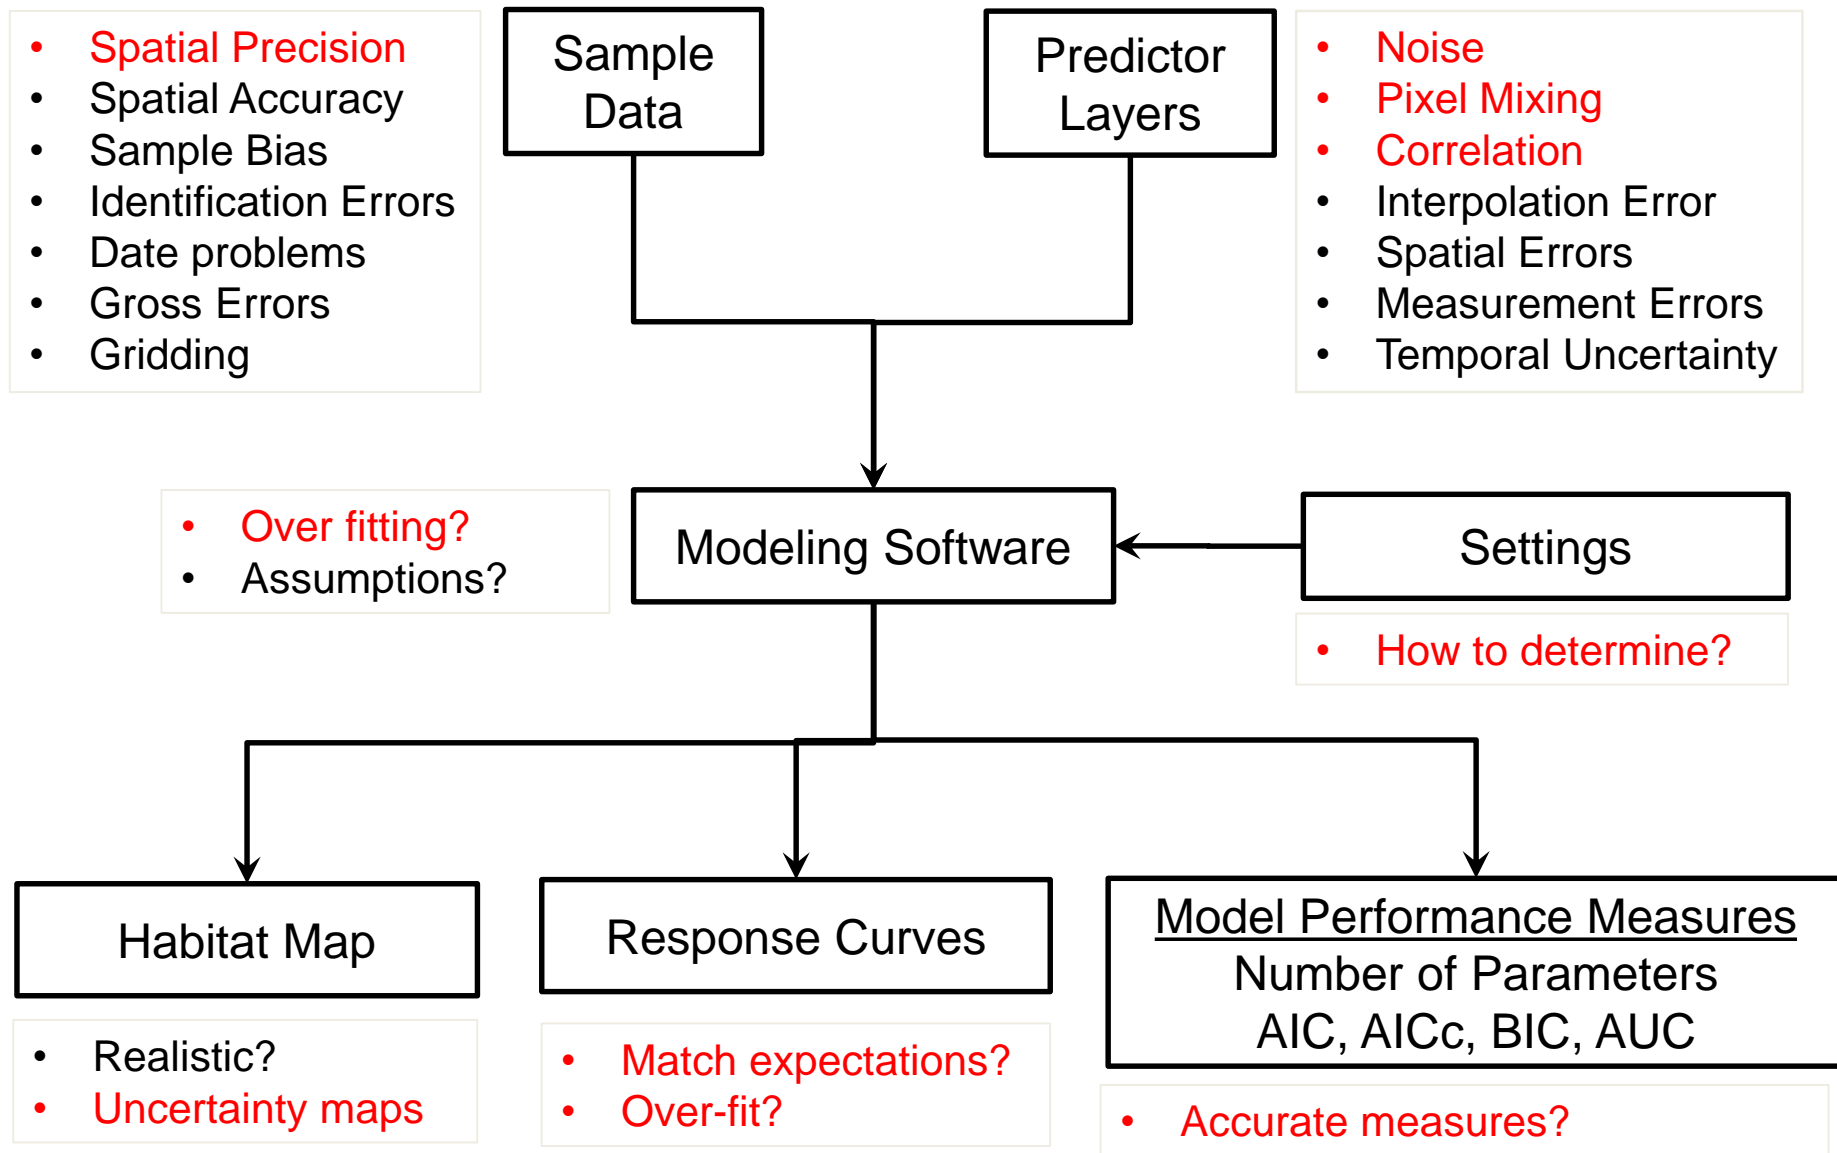 • Spatial Precision
• Spatial Accuracy
• Sample Bias
• Identification Errors
• Date problems
• Gross Errors
• Gridding
Sample
Data
Predictor
Layers
• Noise
• Pixel Mixing
• Correlation
• Interpolation Error
• Spatial Errors
• Measurement Errors
• Temporal Uncertainty
• Over fitting?
• Assumptions?
Modeling Software
Settings
• How to determine?
Habitat Map
• Realistic?
• Uncertainty maps
Response Curves
• Match expectations?
• Over-fit?
Model Performance Measures
Number of Parameters
AIC, AICc, BIC, AUC
• Accurate measures?